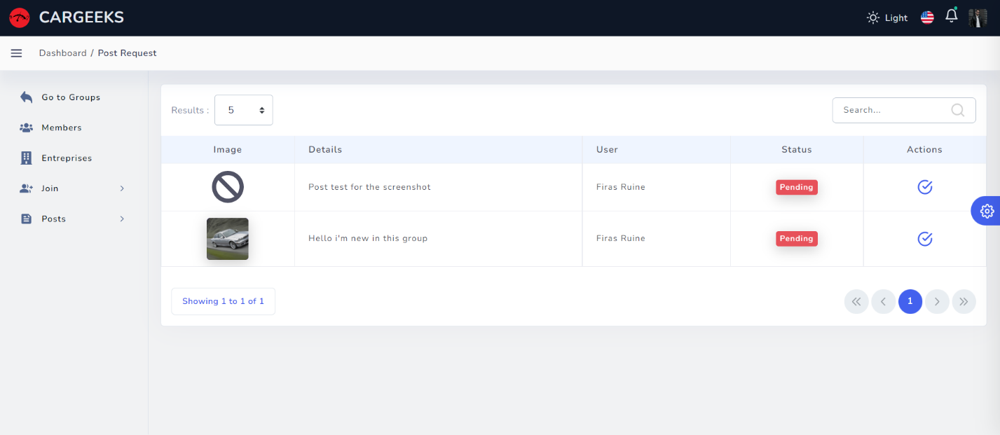 CARGEEKS
Light
Dashboard / Post Request
Go to Groups
Members
Entreprises
Join
Posts
Results : 5
Search...
Image Details User Status Actions
Post test for the screenshot Firas Ruine Pending
Hello i'm new in this group Firas Ruine Pending
Showing 1 to 1 of 1
1